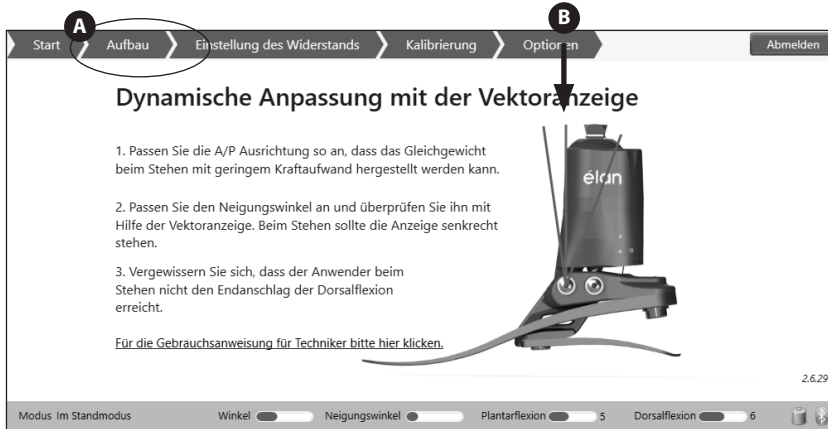 A
B
Start
Aufbau
Einstellung des Widerstands
Kalibrierung
Optionen
Abmelden
Dynamische Anpassung mit der Vektoranzeige
1. Passen Sie die A/P Ausrichtung so an, dass das Gleichgewicht
beim Stehen mit geringem Kraftaufwand hergestellt werden kann.
2. Passen Sie den Neigungswinkel an und überprüfen Sie ihn mit
Hilfe der Vektoranzeige. Beim Stehen sollte die Anzeige senkrecht
stehen.
3. Vergewissern Sie sich, dass der Anwender beim
Stehen nicht den Endanschlag der Dorsalflexion
erreicht.
Für die Gebrauchsanweisung für Techniker bitte hier klicken.
élan
2.6.29
Modus Im Standmodus
Winkel
Neigungswinkel
Plantarflexion 5
Dorsalflexion 6